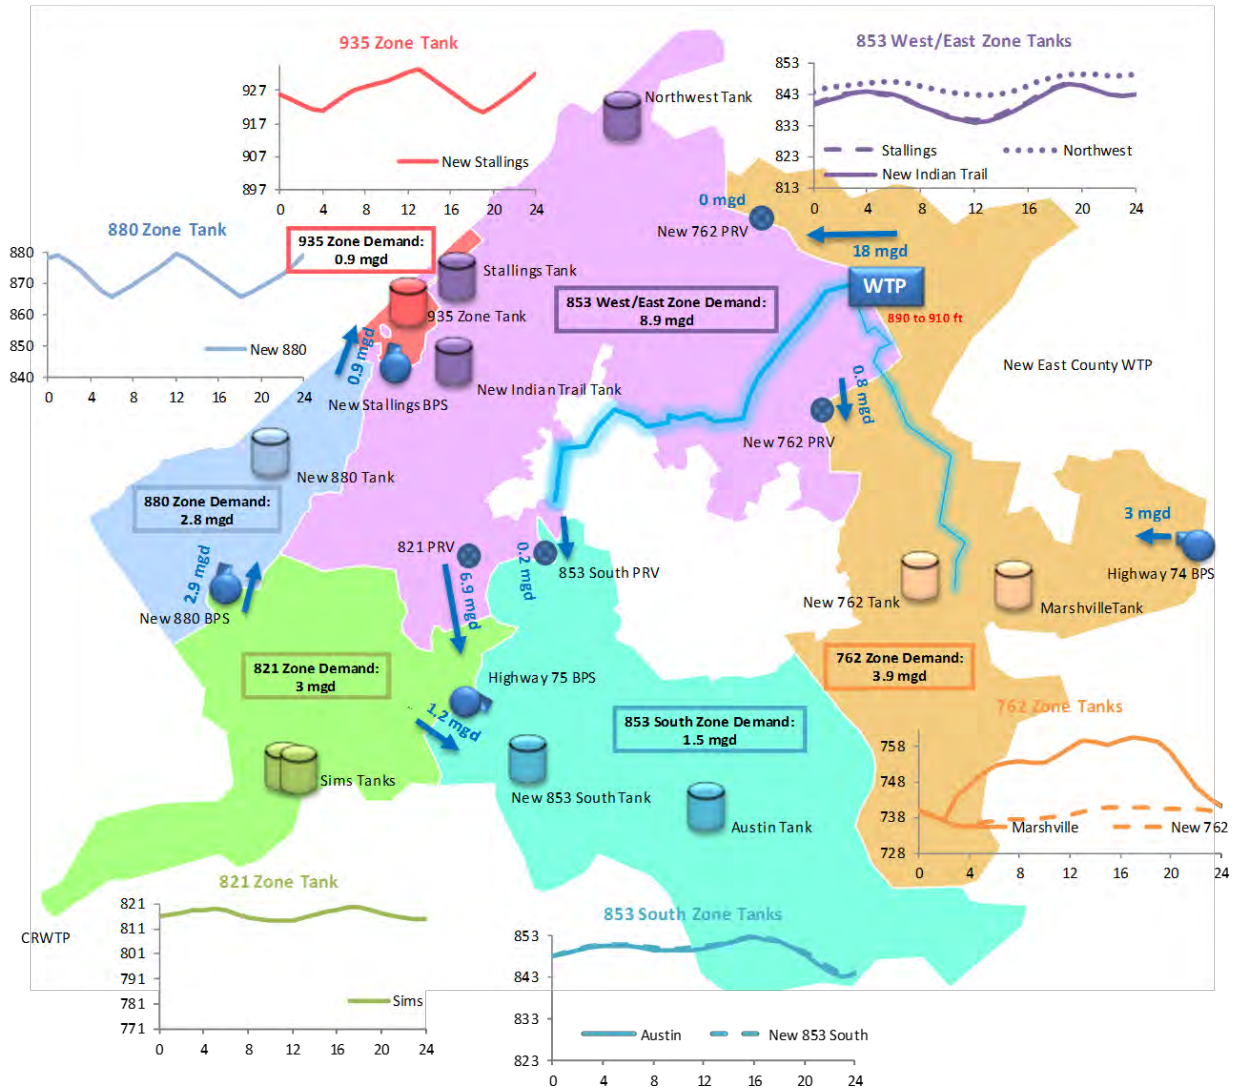 935 Zone Tank
927
917
907
897
0 4 8 12 16 20 24
New Stallings
853 West/East Zone Tanks
853
843
833
823
813
0 4 8 12 16 20 24
Stallings
Northwest
New Indian Trail
Northwest Tank
0 mgd
New 762 PRV
18 mgd
WTP
890 to 910 ft
880 Zone Tank
880
870
860
850
840
0 4 8 12 16 20 24
New 880
935 Zone Demand:
0.9 mgd
Stallings Tank
935 Zone Tank
853 West/East Zone Demand:
8.9 mgd
0.9 mgd
New Stallings BPS
New Indian Trail Tank
New East County WTP
0.8 mgd
New 762 PRV
New 880 Tank
880 Zone Demand:
2.8 mgd
2.9 mgd
New 880 BPS
821 PRV
6.9 mgd
0.2 mgd
853 South PRV
3 mgd
Highway 74 BPS
New 762 Tank
MarshvilleTank
821 Zone Demand:
3 mgd
Highway 75 BPS
1.2 mgd
762 Zone Demand:
3.9 mgd
853 South Zone Demand:
1.5 mgd
Sims Tanks
New 853 South Tank
Austin Tank
762 Zone Tanks
758
748
738
728
0 4 8 12 16 20 24
Marshville
New 762
821 Zone Tank
821
811
801
791
781
771
0 4 8 12 16 20 24
Sims
CRWTP
853 South Zone Tanks
853
843
833
823
0 4 8 12 16 20 24
Austin
New 853 South